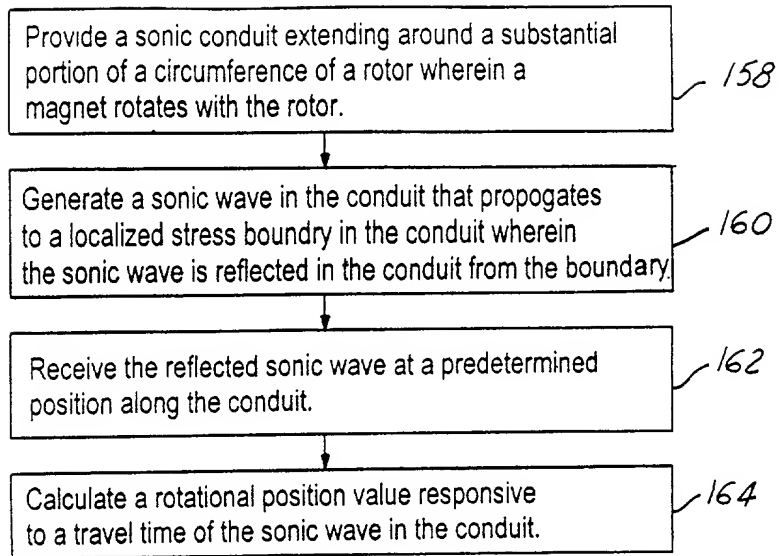 Provide a sonic conduit extending around a substantial
portion of a circumference of a rotor wherein a
magnet rotates with the rotor.
158
Generate a sonic wave in the conduit that propogates
to a localized stress boundry in the conduit wherein
the sonic wave is reflected in the conduit from the boundary.
160
Receive the reflected sonic wave at a predetermined
position along the conduit.
162
Calculate a rotational position value responsive
to a travel time of the sonic wave in the conduit.
164